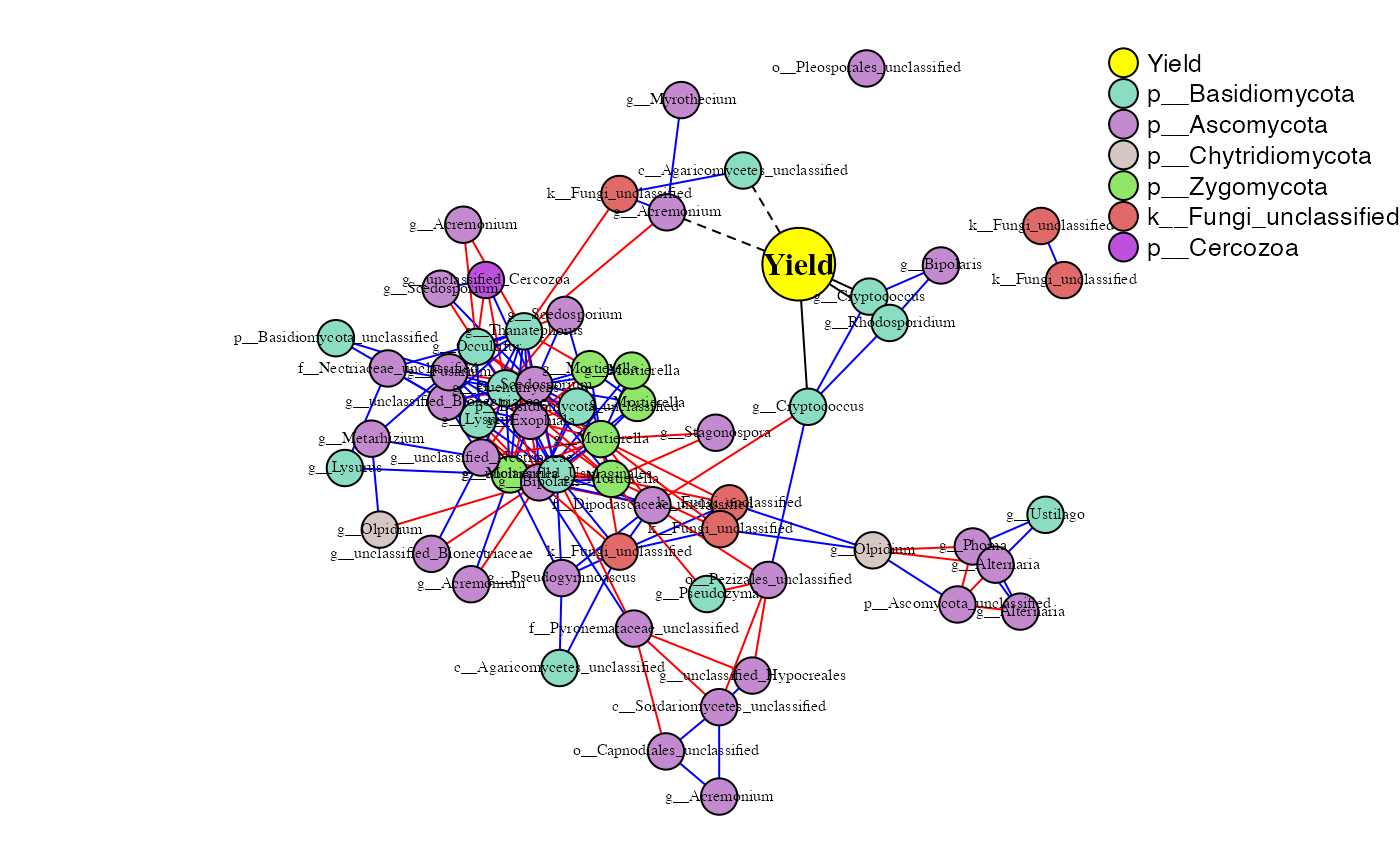 Yield
p__Basidiomycota
p__Ascomycota
p__Chytridiomycota
p__Zygomycota
k__Fungi_unclassified
p__Cercozoa
o__Pleosporales_unclassified
g__Myrothecium
c__Agaricomycetes_unclassified
k__Fungi_unclassified
g__Acremonium
g__Acremonium
k__Fungi_unclassified
Yield
g__Bipolaris
k__Fungi_unclassified
g__unclassified_Cercozoa
g__Scedosporium
g__Cryptococcus
g__Scedosporium
g__Rhodosporidium
g__Thanatephorus
p__Basidiomycota_unclassified
g__Occultifur
f__Nectriaceae_unclassified
g__Fusarium
g__Mortierella
g__Mortierella
g__Scedosporium
g__unclassified_Bionectriaceae
g__Mortierella
p__Basidiomycota_unclassified
g__Cryptococcus
g__Lysurus
g__Exophiala
g__Stagonospora
g__Metarhizium
g__Mortierella
g__unclassified_Nectriaceae
g__Lysurus
g__unclassified_Ustilaginales
g__Mortierella
g__Bipolaris
f__Dipodascaceae_unclassified
k__Fungi_unclassified
g__Ustilago
g__Olpidium
k__Fungi_unclassified
g__Phoma
g__Olpidium
g__unclassified_Bionectriaceae
k__Fungi_unclassified
g__Alternaria
g__Pseudogymnoascus
o__Pezizales_unclassified
g__Acremonium
g__Pseudozyma
p__Ascomycota_unclassified
g__Alternaria
f__Pyronemataceae_unclassified
c__Agaricomycetes_unclassified
g__unclassified_Hypocreales
c__Sordariomycetes_unclassified
o__Capnodiales_unclassified
g__Acremonium